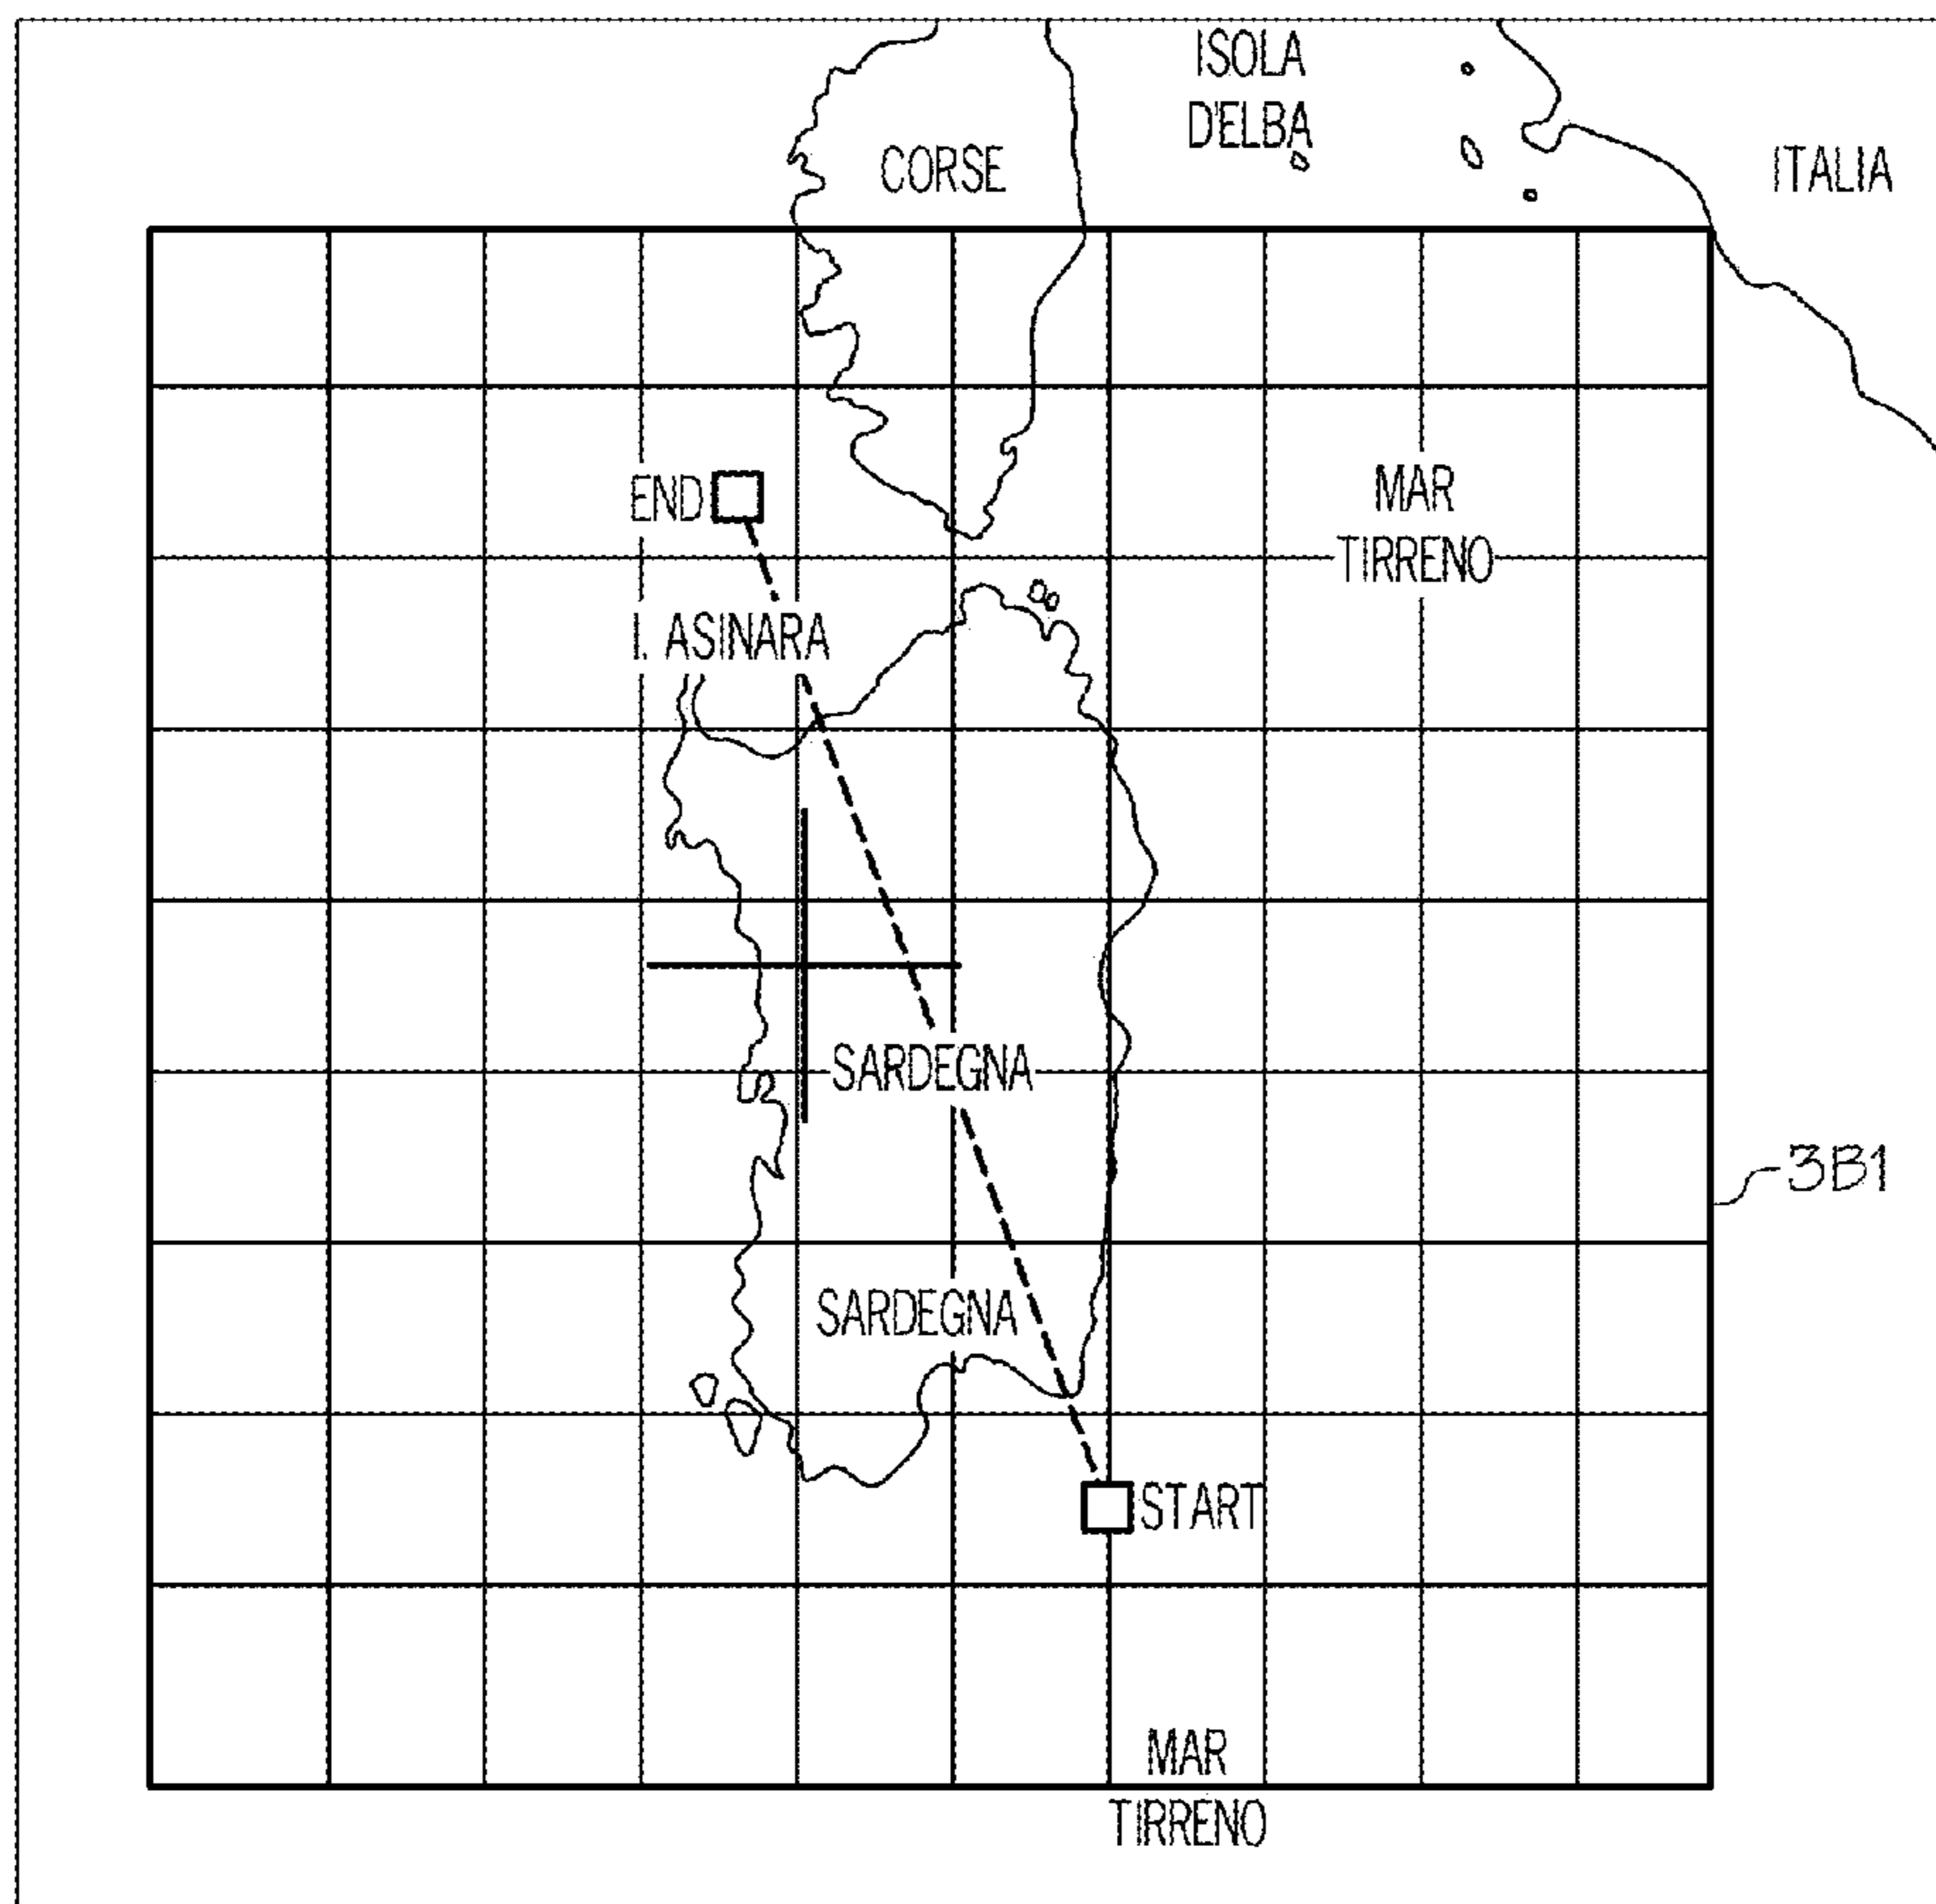 ISOLA
D'ELBA
CORSE
ITALIA
END
MAR
TIRRENO
I. ASINARA
SARDEGNA
3B1
SARDEGNA
START
MAR
TIRRENO